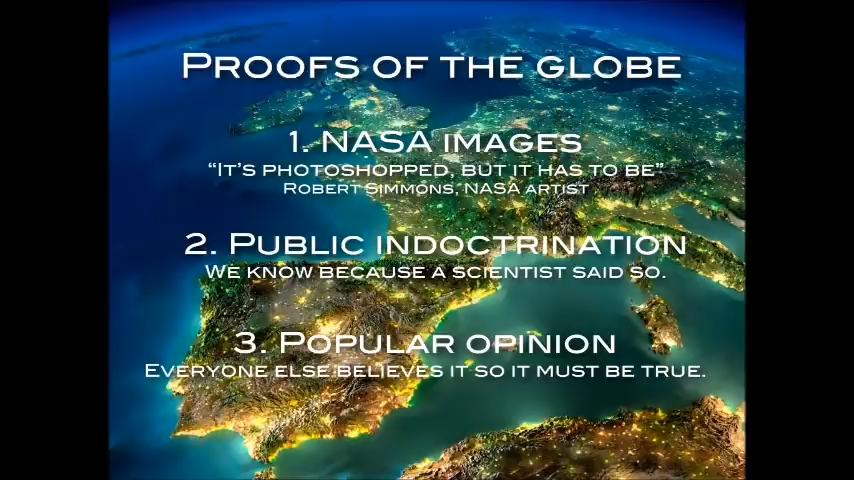 PROOFS OF THE GLOBE
1. NASA IMAGES
"IT'S PHOTOSHOPPED, BUT IT HAS TO BE"
ROBERT SIMMONS, NASA ARTIST
2. PUBLIC INDOCTRINATION
WE KNOW BECAUSE A SCIENTIST SAID SO.
3. POPULAR OPINION
EVERYONE ELSE BELIEVES IT SO IT MUST BE TRUE.